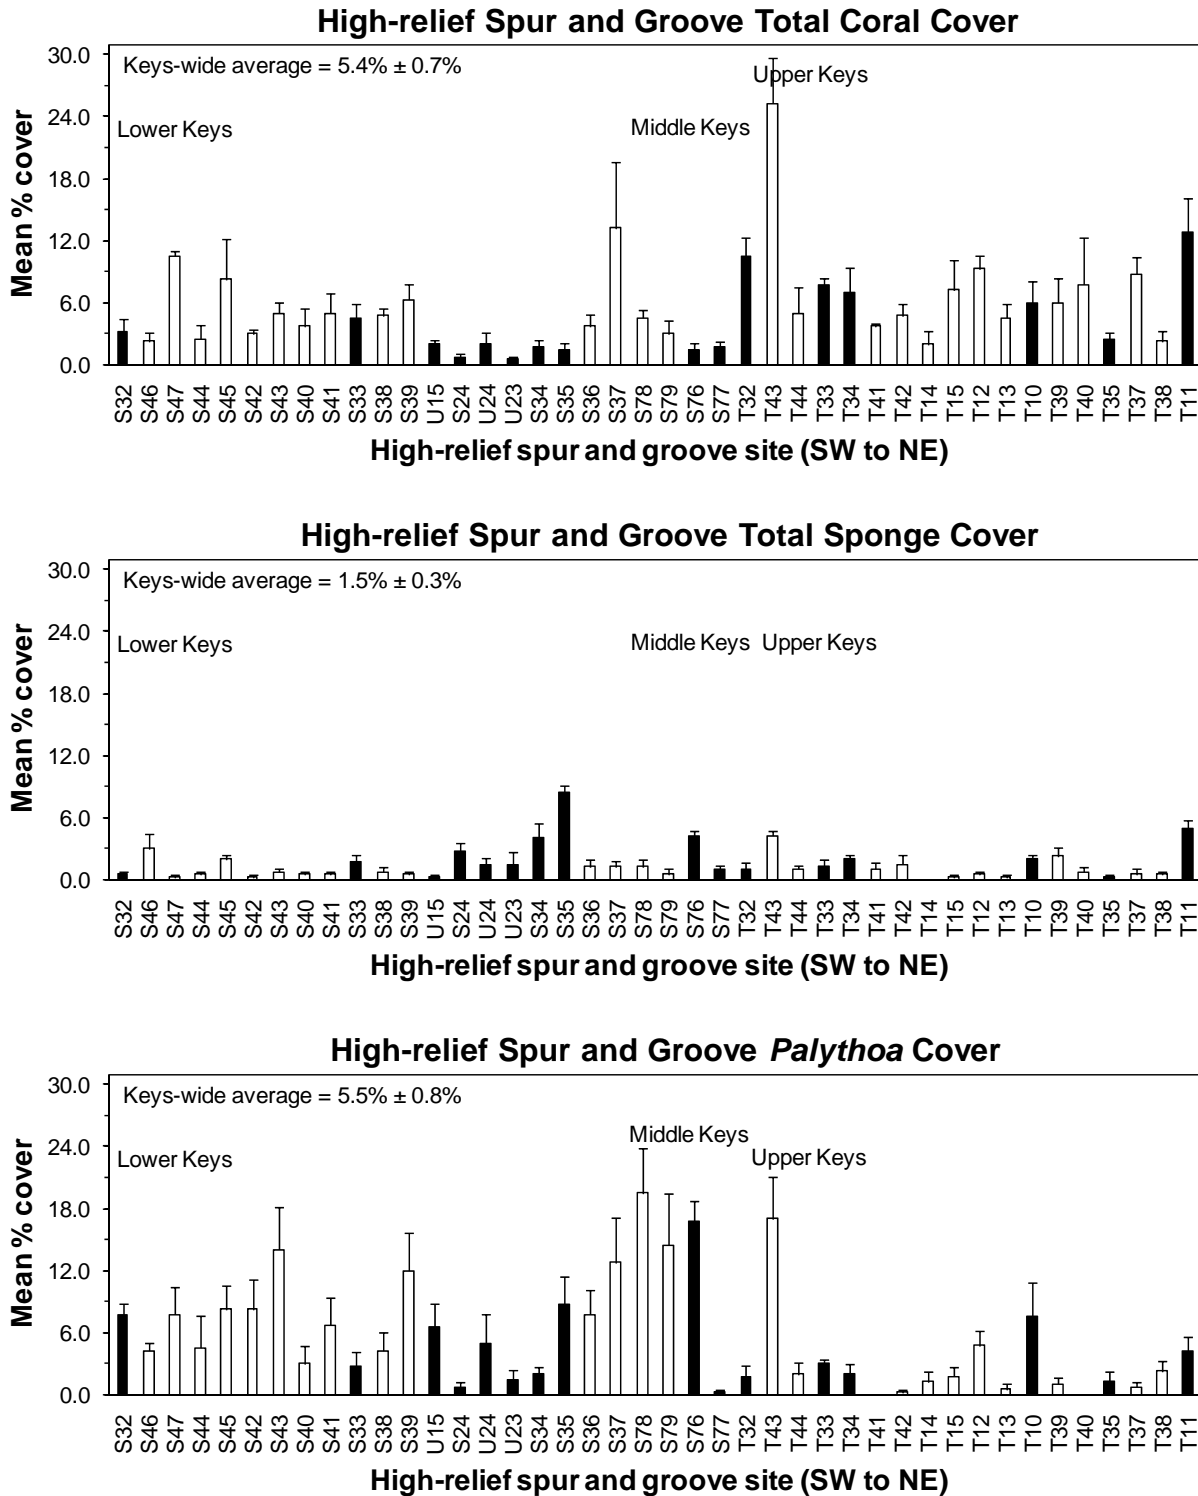 High-relief Spur and Groove Total Coral Cover
30.0
Keys-wide average = 5.4% ± 0.7%
Upper Keys
24.0
Lower Keys
Middle Keys
18.0
12.0
6.0
0.0
Mean % cover
S32 S46 S47 S44 S45 S42 S43 S40 S41 S33 S38 S39 U15 S24 U24 U23 S34 S35 S36 S37 S78 S79 S76 S77 T32 T43 T44 T33 T34 T41 T42 T14 T15 T12 T13 T10 T39 T40 T35 T37 T38 T11
High-relief spur and groove site (SW to NE)
High-relief Spur and Groove Total Sponge Cover
30.0
Keys-wide average = 1.5% ± 0.3%
24.0
Lower Keys
Middle Keys
Upper Keys
18.0
12.0
6.0
0.0
Mean % cover
S32 S46 S47 S44 S45 S42 S43 S40 S41 S33 S38 S39 U15 S24 U24 U23 S34 S35 S36 S37 S78 S79 S76 S77 T32 T43 T44 T33 T34 T41 T42 T14 T15 T12 T13 T10 T39 T40 T35 T37 T38 T11
High-relief spur and groove site (SW to NE)
High-relief Spur and Groove Palythoa Cover
30.0
Keys-wide average = 5.5% ± 0.8%
Middle Keys
24.0
Lower Keys
Upper Keys
18.0
12.0
6.0
0.0
Mean % cover
S32 S46 S47 S44 S45 S42 S43 S40 S41 S33 S38 S39 U15 S24 U24 U23 S34 S35 S36 S37 S78 S79 S76 S77 T32 T43 T44 T33 T34 T41 T42 T14 T15 T12 T13 T10 T39 T40 T35 T37 T38 T11
High-relief spur and groove site (SW to NE)